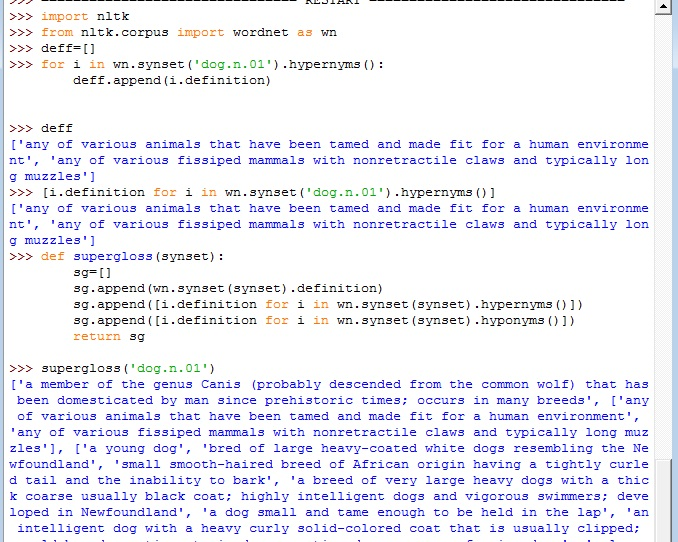 ================================ RESTART ================================
>>> import nltk
>>> from nltk.corpus import wordnet as wn
>>> deff=[]
>>> for i in wn.synset('dog.n.01').hypernyms():
        deff.append(i.definition)
>>> deff
['any of various animals that have been tamed and made fit for a human environme
nt', 'any of various fissiped mammals with nonretractile claws and typically lon
g muzzles']
>>> [i.definition for i in wn.synset('dog.n.01').hypernyms()]
['any of various animals that have been tamed and made fit for a human environme
nt', 'any of various fissiped mammals with nonretractile claws and typically lon
g muzzles']
>>> def supergloss(synset):
        sg=[]
        sg.append(wn.synset(synset).definition)
        sg.append([i.definition for i in wn.synset(synset).hypernyms()])
        sg.append([i.definition for i in wn.synset(synset).hyponyms()])
        return sg
>>> supergloss('dog.n.01')
['a member of the genus Canis (probably descended from the common wolf) that has
 been domesticated by man since prehistoric times; occurs in many breeds', ['any
 of various animals that have been tamed and made fit for a human environment',
'any of various fissiped mammals with nonretractile claws and typically long muz
zles'], ['a young dog', 'bred of large heavy-coated white dogs resembling the Ne
wfoundland', 'small smooth-haired breed of African origin having a tightly curle
d tail and the inability to bark', 'a breed of very large heavy dogs with a thic
k coarse usually black coat; highly intelligent dogs and vigorous swimmers; deve
loped in Newfoundland', 'a dog small and tame enough to be held in the lap', 'an
 intelligent dog with a heavy curly solid-colored coat that is usually clipped;